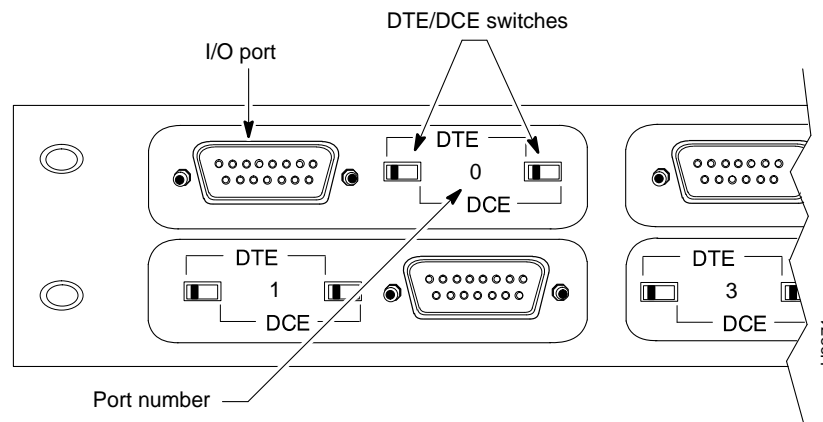 DTE/DCE switches
I/O port
DTE
0
DCE
DTE
1
DCE
DTE
3
DCE
Port number